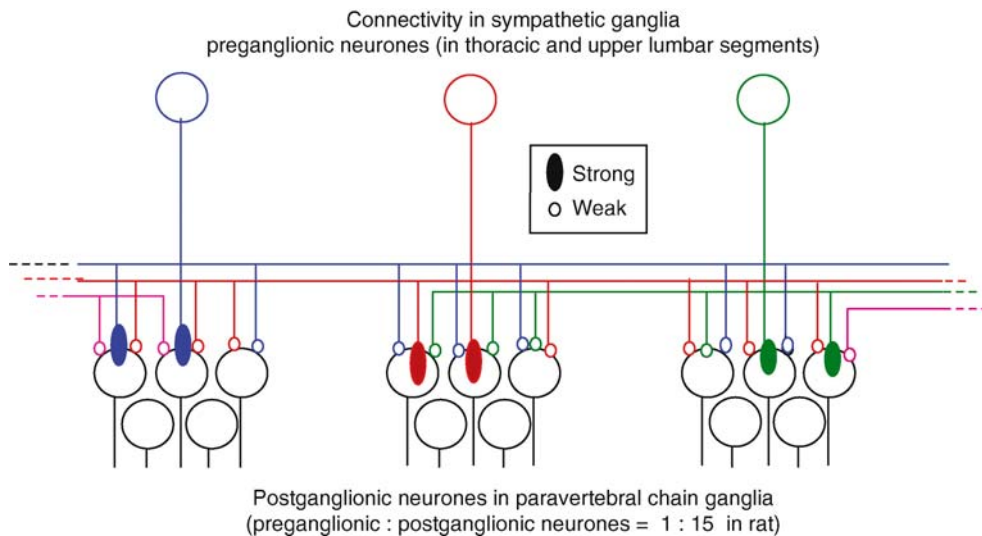 Connectivity in sympathetic ganglia
preganglionic neurones (in thoracic and upper lumbar segments)
Strong
Weak
Postganglionic neurones in paravertebral chain ganglia
(preganglionic : postganglionic neurones = 1 : 15 in rat)